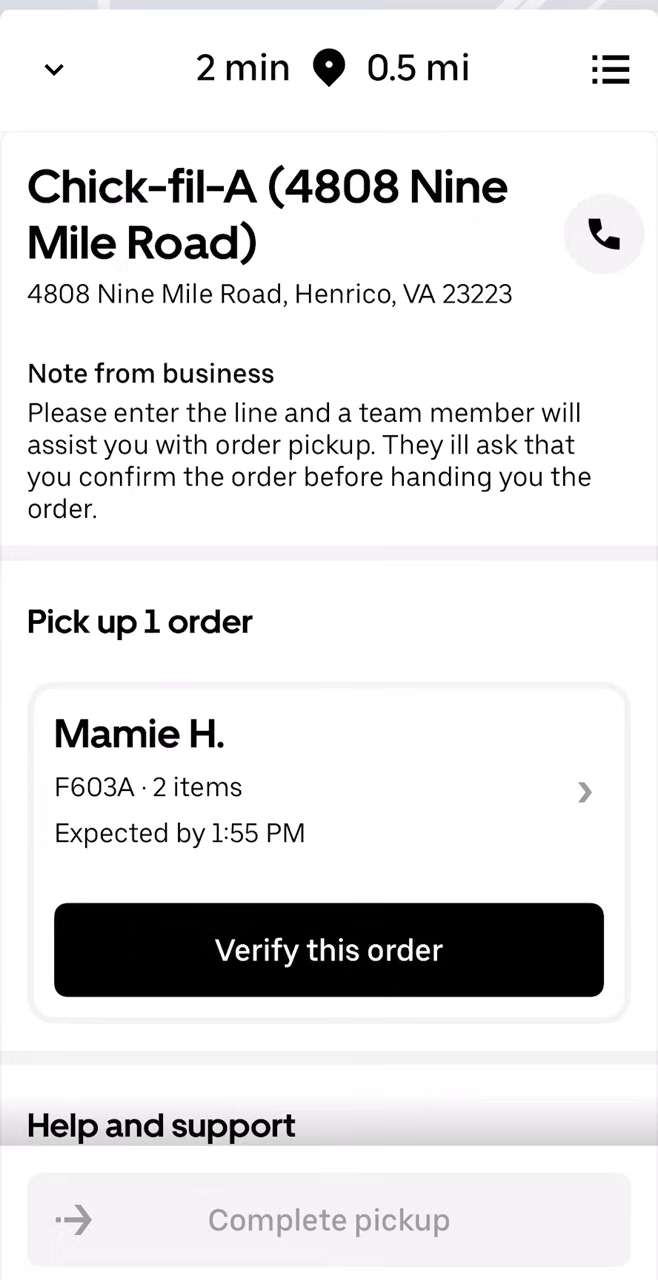 2 min 0.5 mi
Chick-fil-A (4808 Nine
Mile Road)
4808 Nine Mile Road, Henrico, VA 23223
Note from business
Please enter the line and a team member will
assist you with order pickup. They ill ask that
you confirm the order before handing you the
order.
Pick up 1 order
Mamie H.
F603A · 2 items
Expected by 1:55 PM
Verify this order
Help and support
Complete pickup